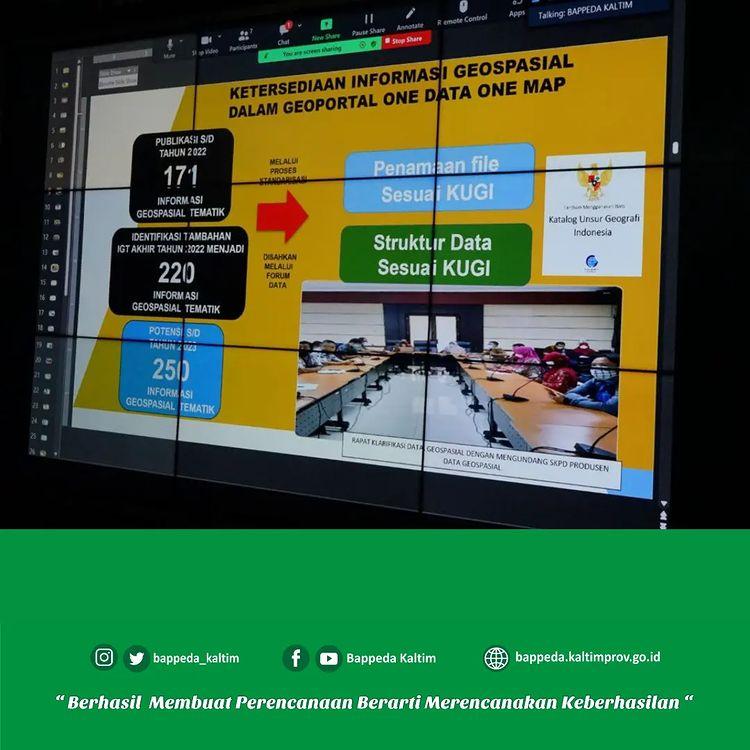 Mute
Stop Video
Participants
Chat
New Share
Pause Share
Annotate
Remote Control
Apps
Talking: BAPPEDA KALTIM
You are screen sharing
Stop Share
KETERSEDIAAN INFORMASI GEOSPASIAL
DALAM GEOPORTAL ONE DATA ONE MAP
PUBLIKASI S/D
TAHUN 2022
171
INFORMASI
GEOSPASIAL TEMATIK
IDENTIFIKASI TAMBAHAN
IGT AKHIR TAHUN 2022 MENJADI
220
INFORMASI
GEOSPASIAL TEMATIK
POTENSI S/D
TAHUN 2023
250
INFORMASI
GEOSPASIAL TEMATIK
MELALUI
PROSES
STANDARISASI
DISAHKAN
MELALUI
FORUM
DATA
Penamaan file
Sesuai KUGI
Struktur Data
Sesuai KUGI
Katalog Unsur Geografi
Indonesia
RAPAT KLARIFIKASI DATA GEOSPASIAL DENGAN MENGUNDANG SKPD PRODUSEN
DATA GEOSPASIAL
bappeda_kaltim
Bappeda Kaltim
bappeda.kaltimprov.go.id
“ Berhasil Membuat Perencanaan Berarti Merencanakan Keberhasilan “